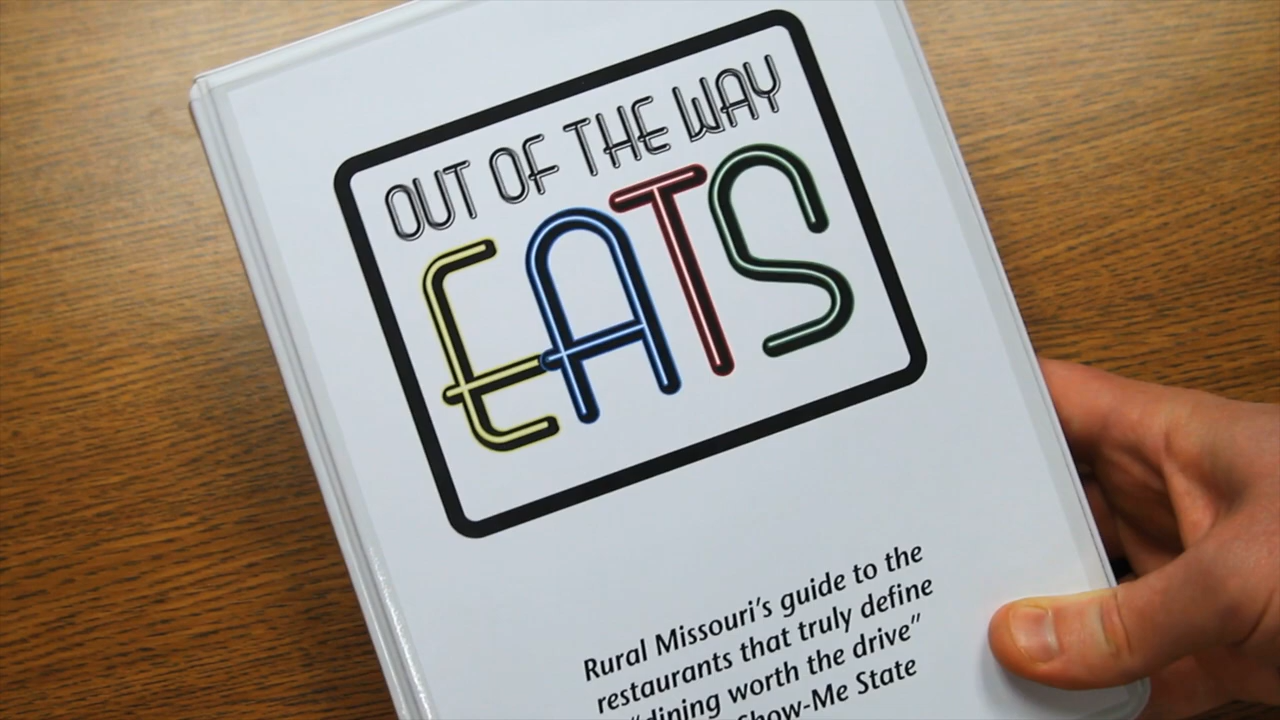 OUT OF THE WAY
EATS
Rural Missouri's guide to the
restaurants that truly define
"dining worth the drive"
Show-Me State